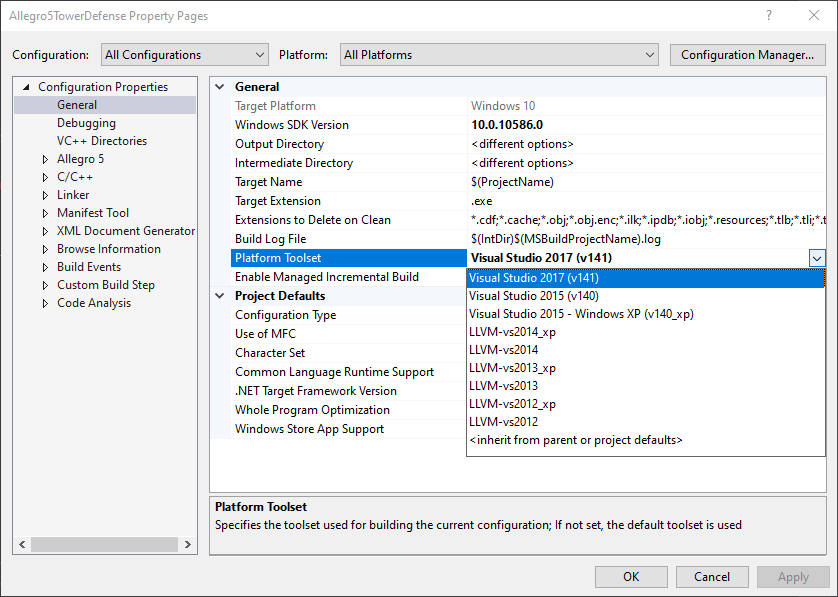 Allegro5TowerDefense Property Pages
Configuration: All Configurations Platform: All Platforms Configuration Manager...
Configuration Properties
General
Debugging
VC++ Directories
Allegro 5
C/C++
Linker
Manifest Tool
XML Document Generator
Browse Information
Build Events
Custom Build Step
Code Analysis
General
Target Platform Windows 10
Windows SDK Version 10.0.10586.0
Output Directory <different options>
Intermediate Directory <different options>
Target Name $(ProjectName)
Target Extension .exe
Extensions to Delete on Clean *.cdf;*.cache;*.obj;*.obj.enc;*.ilk;*.ipdb;*.iobj;*.resources;*.tlb;*.tli;*.t
Build Log File $(IntDir)$(MSBuildProjectName).log
Platform Toolset Visual Studio 2017 (v141)
Enable Managed Incremental Build
Project Defaults
Configuration Type
Use of MFC
Character Set
Common Language Runtime Support
.NET Target Framework Version
Whole Program Optimization
Windows Store App Support
Visual Studio 2017 (v141)
Visual Studio 2015 (v140)
Visual Studio 2015 - Windows XP (v140_xp)
LLVM-vs2014_xp
LLVM-vs2014
LLVM-vs2013_xp
LLVM-vs2013
LLVM-vs2012_xp
LLVM-vs2012
<inherit from parent or project defaults>
Platform Toolset
Specifies the toolset used for building the current configuration; If not set, the default toolset is used
OK Cancel Apply